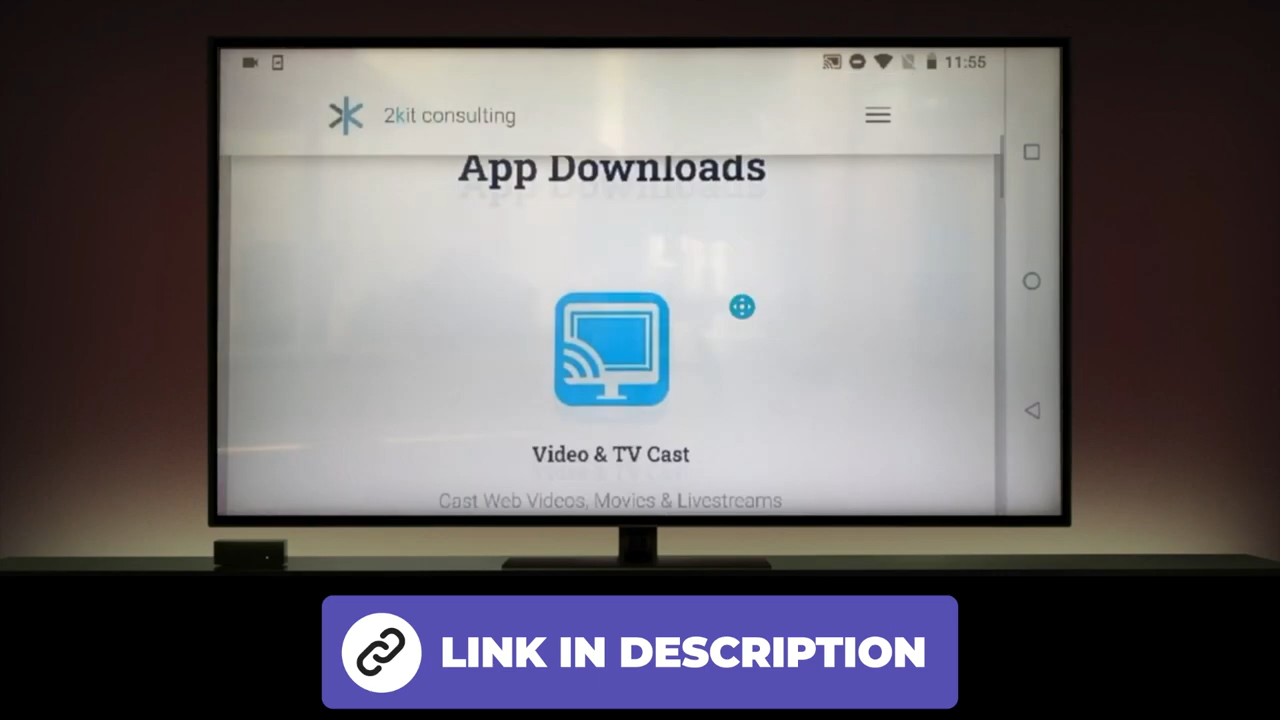 11:55
2kit consulting
App Downloads
Video & TV Cast
Cast Web Videos, Movies & Livestreams
LINK IN DESCRIPTION